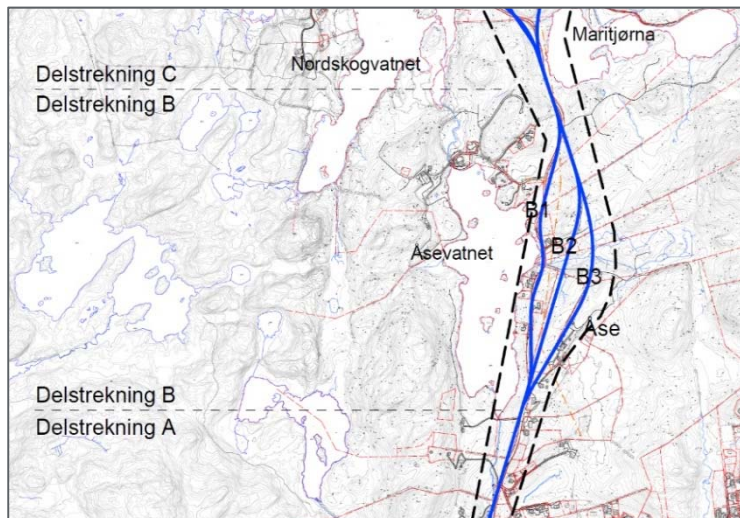 Maritjørna
Nordskogvatnet
Delstrekning C
Delstrekning B
B1
Åsevatnet
B2
B3
Åse
Delstrekning B
Delstrekning A